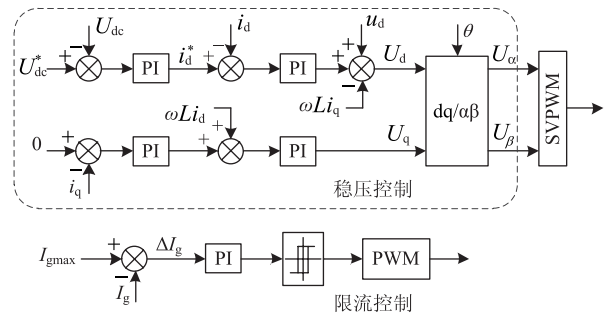 U_dc i_d u_d θ
U*_dc + − PI i*_d + − PI + + − U_d dq/αβ U_α SVPWM
ωLi_d ωLi_q
0 + − PI + + PI U_q U_β
i_q 稳压控制
I_gmax + − ΔI_g PI PWM
I_g 限流控制